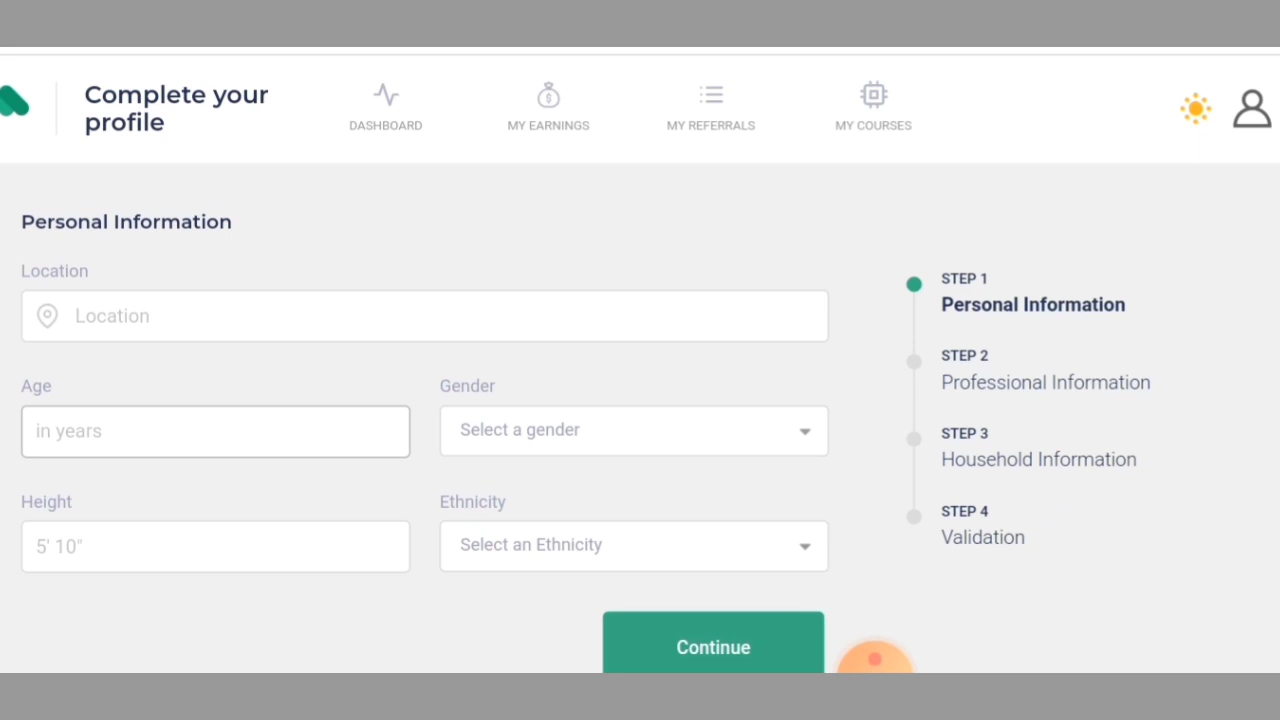 Complete your
profile
DASHBOARD
MY EARNINGS
MY REFERRALS
MY COURSES
Personal Information
Location
Location
Age
Gender
in years
Select a gender
Height
Ethnicity
5' 10"
Select an Ethnicity
Continue
STEP 1
Personal Information
STEP 2
Professional Information
STEP 3
Household Information
STEP 4
Validation